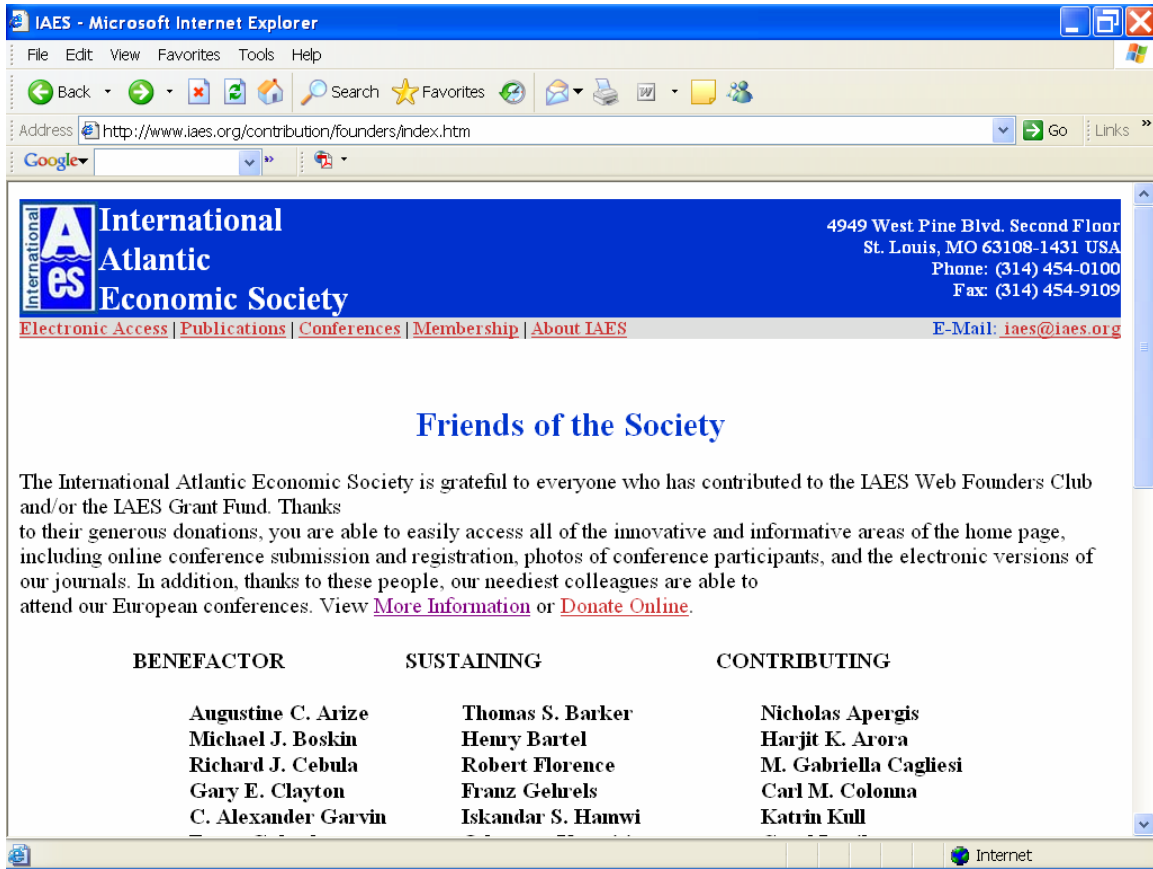 IAES - Microsoft Internet Explorer
File Edit View Favorites Tools Help
Back Search Favorites
Address http://www.iaes.org/contribution/founders/index.htm Go Links »
Google
International
Aes
International
Atlantic
Economic Society
4949 West Pine Blvd. Second Floor
St. Louis, MO 63108-1431 USA
Phone: (314) 454-0100
Fax: (314) 454-9109
Electronic Access | Publications | Conferences | Membership | About IAES E-Mail: iaes@iaes.org
Friends of the Society
The International Atlantic Economic Society is grateful to everyone who has contributed to the IAES Web Founders Club
and/or the IAES Grant Fund. Thanks
to their generous donations, you are able to easily access all of the innovative and informative areas of the home page,
including online conference submission and registration, photos of conference participants, and the electronic versions of
our journals. In addition, thanks to these people, our neediest colleagues are able to
attend our European conferences. View More Information or Donate Online.
BENEFACTOR SUSTAINING CONTRIBUTING
Augustine C. Arize Thomas S. Barker Nicholas Apergis
Michael J. Boskin Henry Bartel Harjit K. Arora
Richard J. Cebula Robert Florence M. Gabriella Cagliesi
Gary E. Clayton Franz Gehrels Carl M. Colonna
C. Alexander Garvin Iskandar S. Hamwi Katrin Kull
Internet